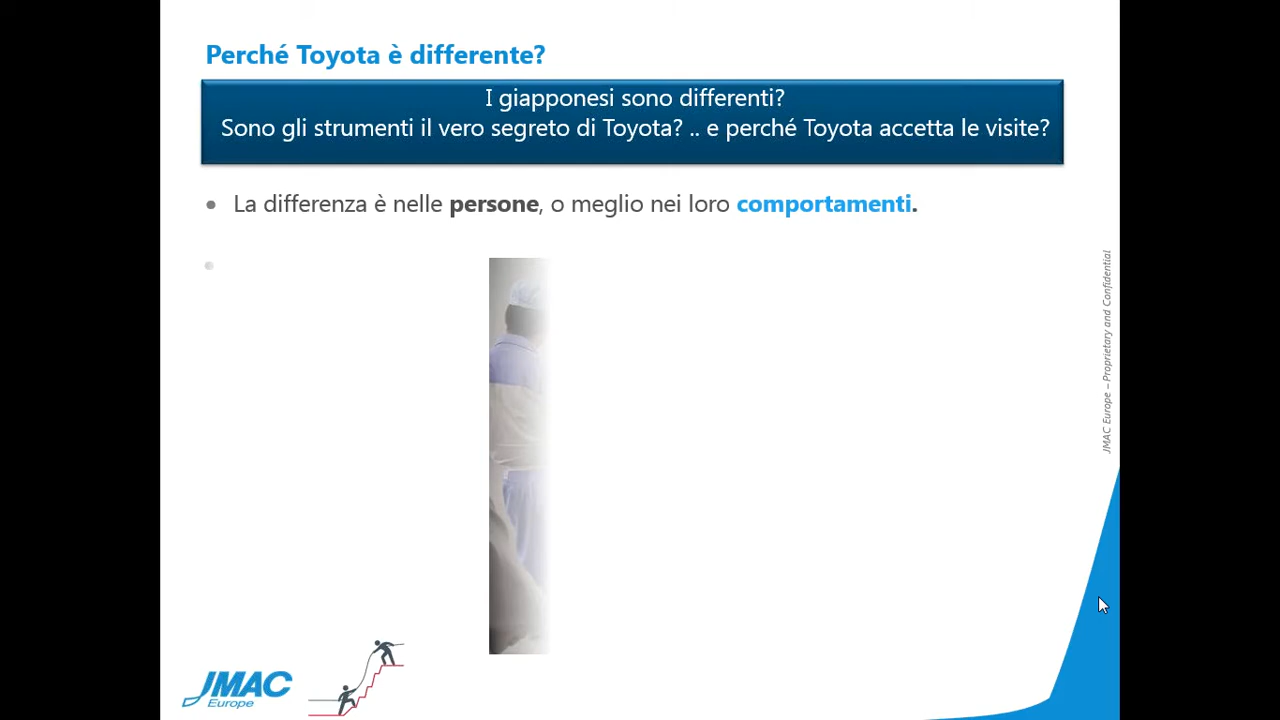 Perché Toyota è differente?
I giapponesi sono differenti?
Sono gli strumenti il vero segreto di Toyota? .. e perché Toyota accetta le visite?
La differenza è nelle persone, o meglio nei loro comportamenti.
JMAC Europe – Proprietary and Confidential
JMAC
Europe